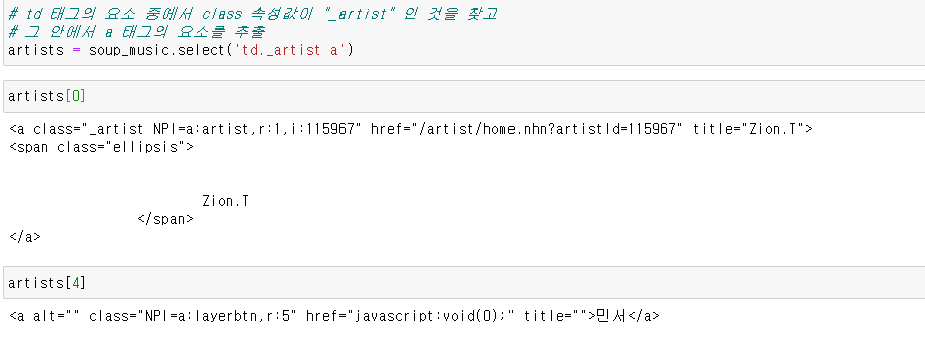 # td 태그의 요소 중에서 class 속성값이 "_artist" 인 것을 찾고
# 그 안에서 a 태그의 요소를 추출
artists = soup_music.select('td._artist a')
artists[0]
<a class="_artist NPI=a:artist,r:1,i:115967" href="/artist/home.nhn?artistId=115967" title="Zion.T">
<span class="ellipsis">
Zion.T
</span>
</a>
artists[4]
<a alt="" class="NPI=a:layerbtn,r:5" href="javascript:void(0);" title="">민서</a>